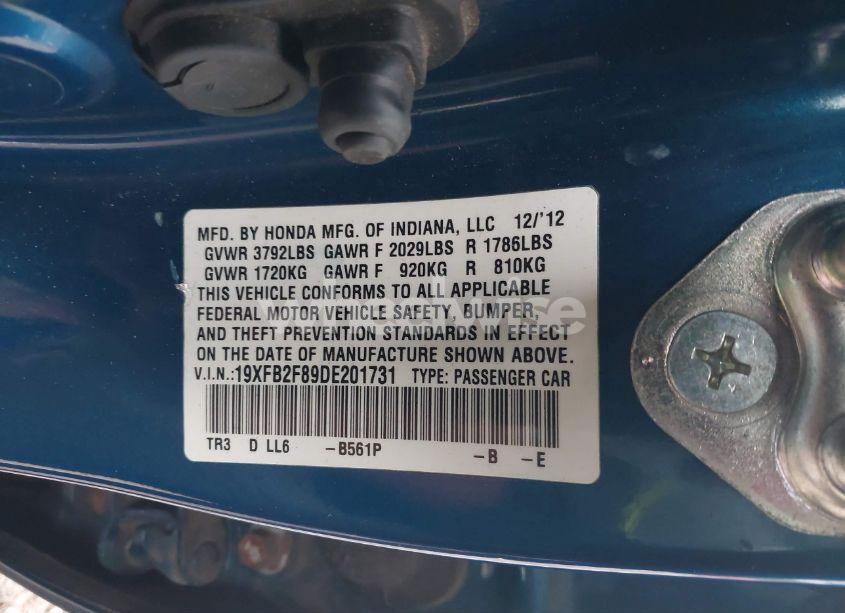 MFD. BY HONDA MFG. OF INDIANA, LLC 12/'12
GVWR 3792LBS GAWR F 2029LBS R 1786LBS
GVWR 1720KG GAWR F 920KG R 810KG
THIS VEHICLE CONFORMS TO ALL APPLICABLE
FEDERAL MOTOR VEHICLE SAFETY, BUMPER,
AND THEFT PREVENTION STANDARDS IN EFFECT
ON THE DATE OF MANUFACTURE SHOWN ABOVE.
V.I.N.:19XFB2F89DE201731 TYPE: PASSENGER CAR
TR3 D LL6 -B561P -B -E